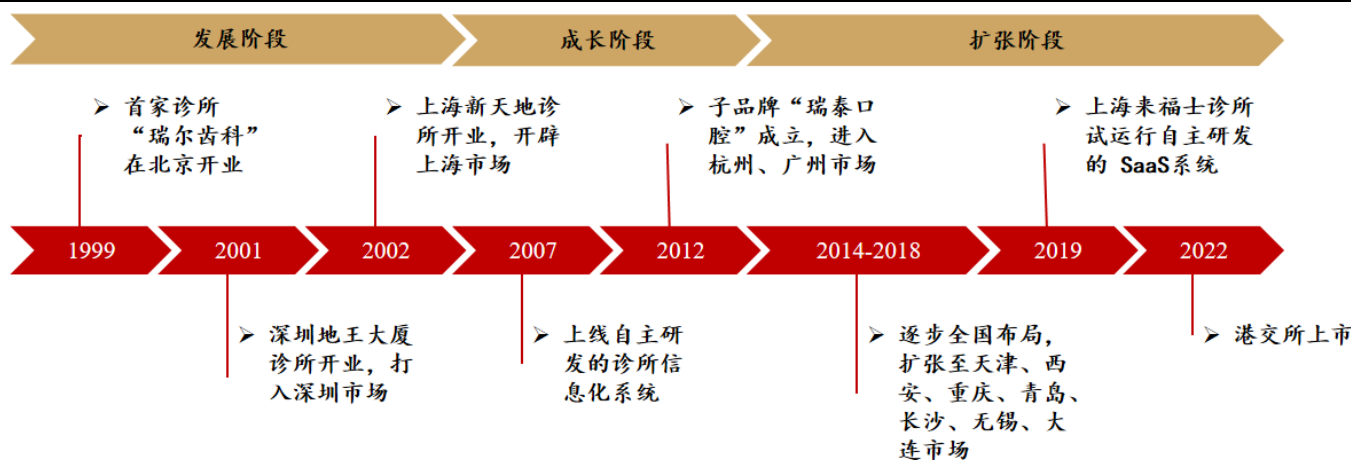 发展阶段
成长阶段
扩张阶段
➢ 首家诊所
“瑞尔齿科”
在北京开业
➢ 上海新天地诊
所开业，开辟
上海市场
➢ 子品牌“瑞泰口
腔”成立，进入
杭州、广州市场
➢ 上海来福士诊所
试运行自主研发
的 SaaS系统
1999
2001
2002
2007
2012
2014-2018
2019
2022
➢ 深圳地王大厦
诊所开业，打
入深圳市场
➢ 上线自主研
发的诊所信
息化系统
➢ 逐步全国布局，
扩张至天津、西
安、重庆、青岛、
长沙、无锡、大
连市场
➢ 港交所上市